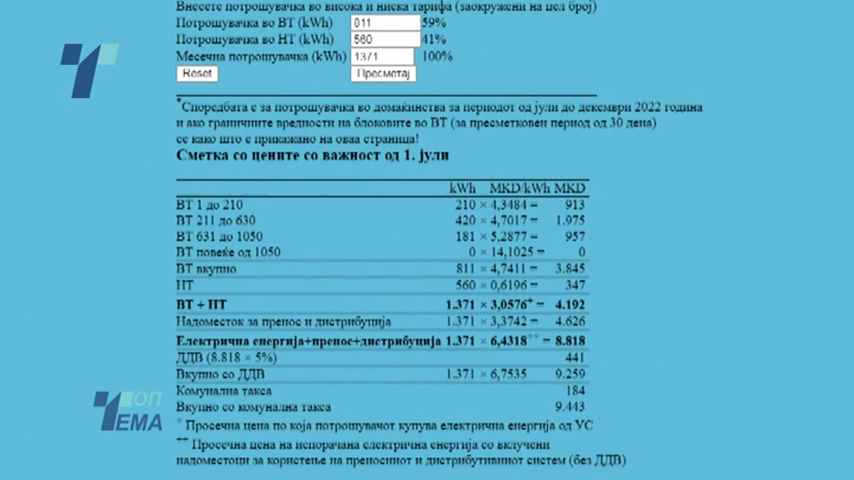 Внесете потрошувачка во висока и ниска тарифа (заокружени на цел број)
Потрошувачка во ВТ (kWh) 811 59%
Потрошувачка во НТ (kWh) 560 41%
Месечна потрошувачка (kWh) 1371 100%
Reset Пресметај
*Споредбата е за потрошувачка во домаќинства за периодот од јули до декември 2022 година
и ако граничните вредности на блоковите во ВТ (за пресметковен период од 30 дена)
се како што е прикажано на оваа страница!
Сметка со цените со важност од 1. јули
kWh MKD/kWh MKD
ВТ 1 до 210 210 × 4,3484 = 913
ВТ 211 до 630 420 × 4,7017 = 1.975
ВТ 631 до 1050 181 × 5,2877 = 957
ВТ повеќе од 1050 0 × 14,1025 = 0
ВТ вкупно 811 × 4,7411 = 3.845
НТ 560 × 0,6196 = 347
ВТ + НТ 1.371 × 3,0576+ = 4.192
Надоместок за пренос и дистрибуција 1.371 × 3,3742 = 4.626
Електрична енергија+пренос+дистрибуција 1.371 × 6,4318++ = 8.818
ДДВ (8.818 × 5%) 441
Вкупно со ДДВ 1.371 × 6,7535 9.259
Комунална такса 184
Вкупно со комунална такса 9.443
+ Просечна цена по која потрошувачот купува електрична енергија од УС
++ Просечна цена на испорачана електрична енергија со вклучени
надоместоци за користење на преносниот и дистрибутивниот систем (без ДДВ)
ТОП
ТЕМА